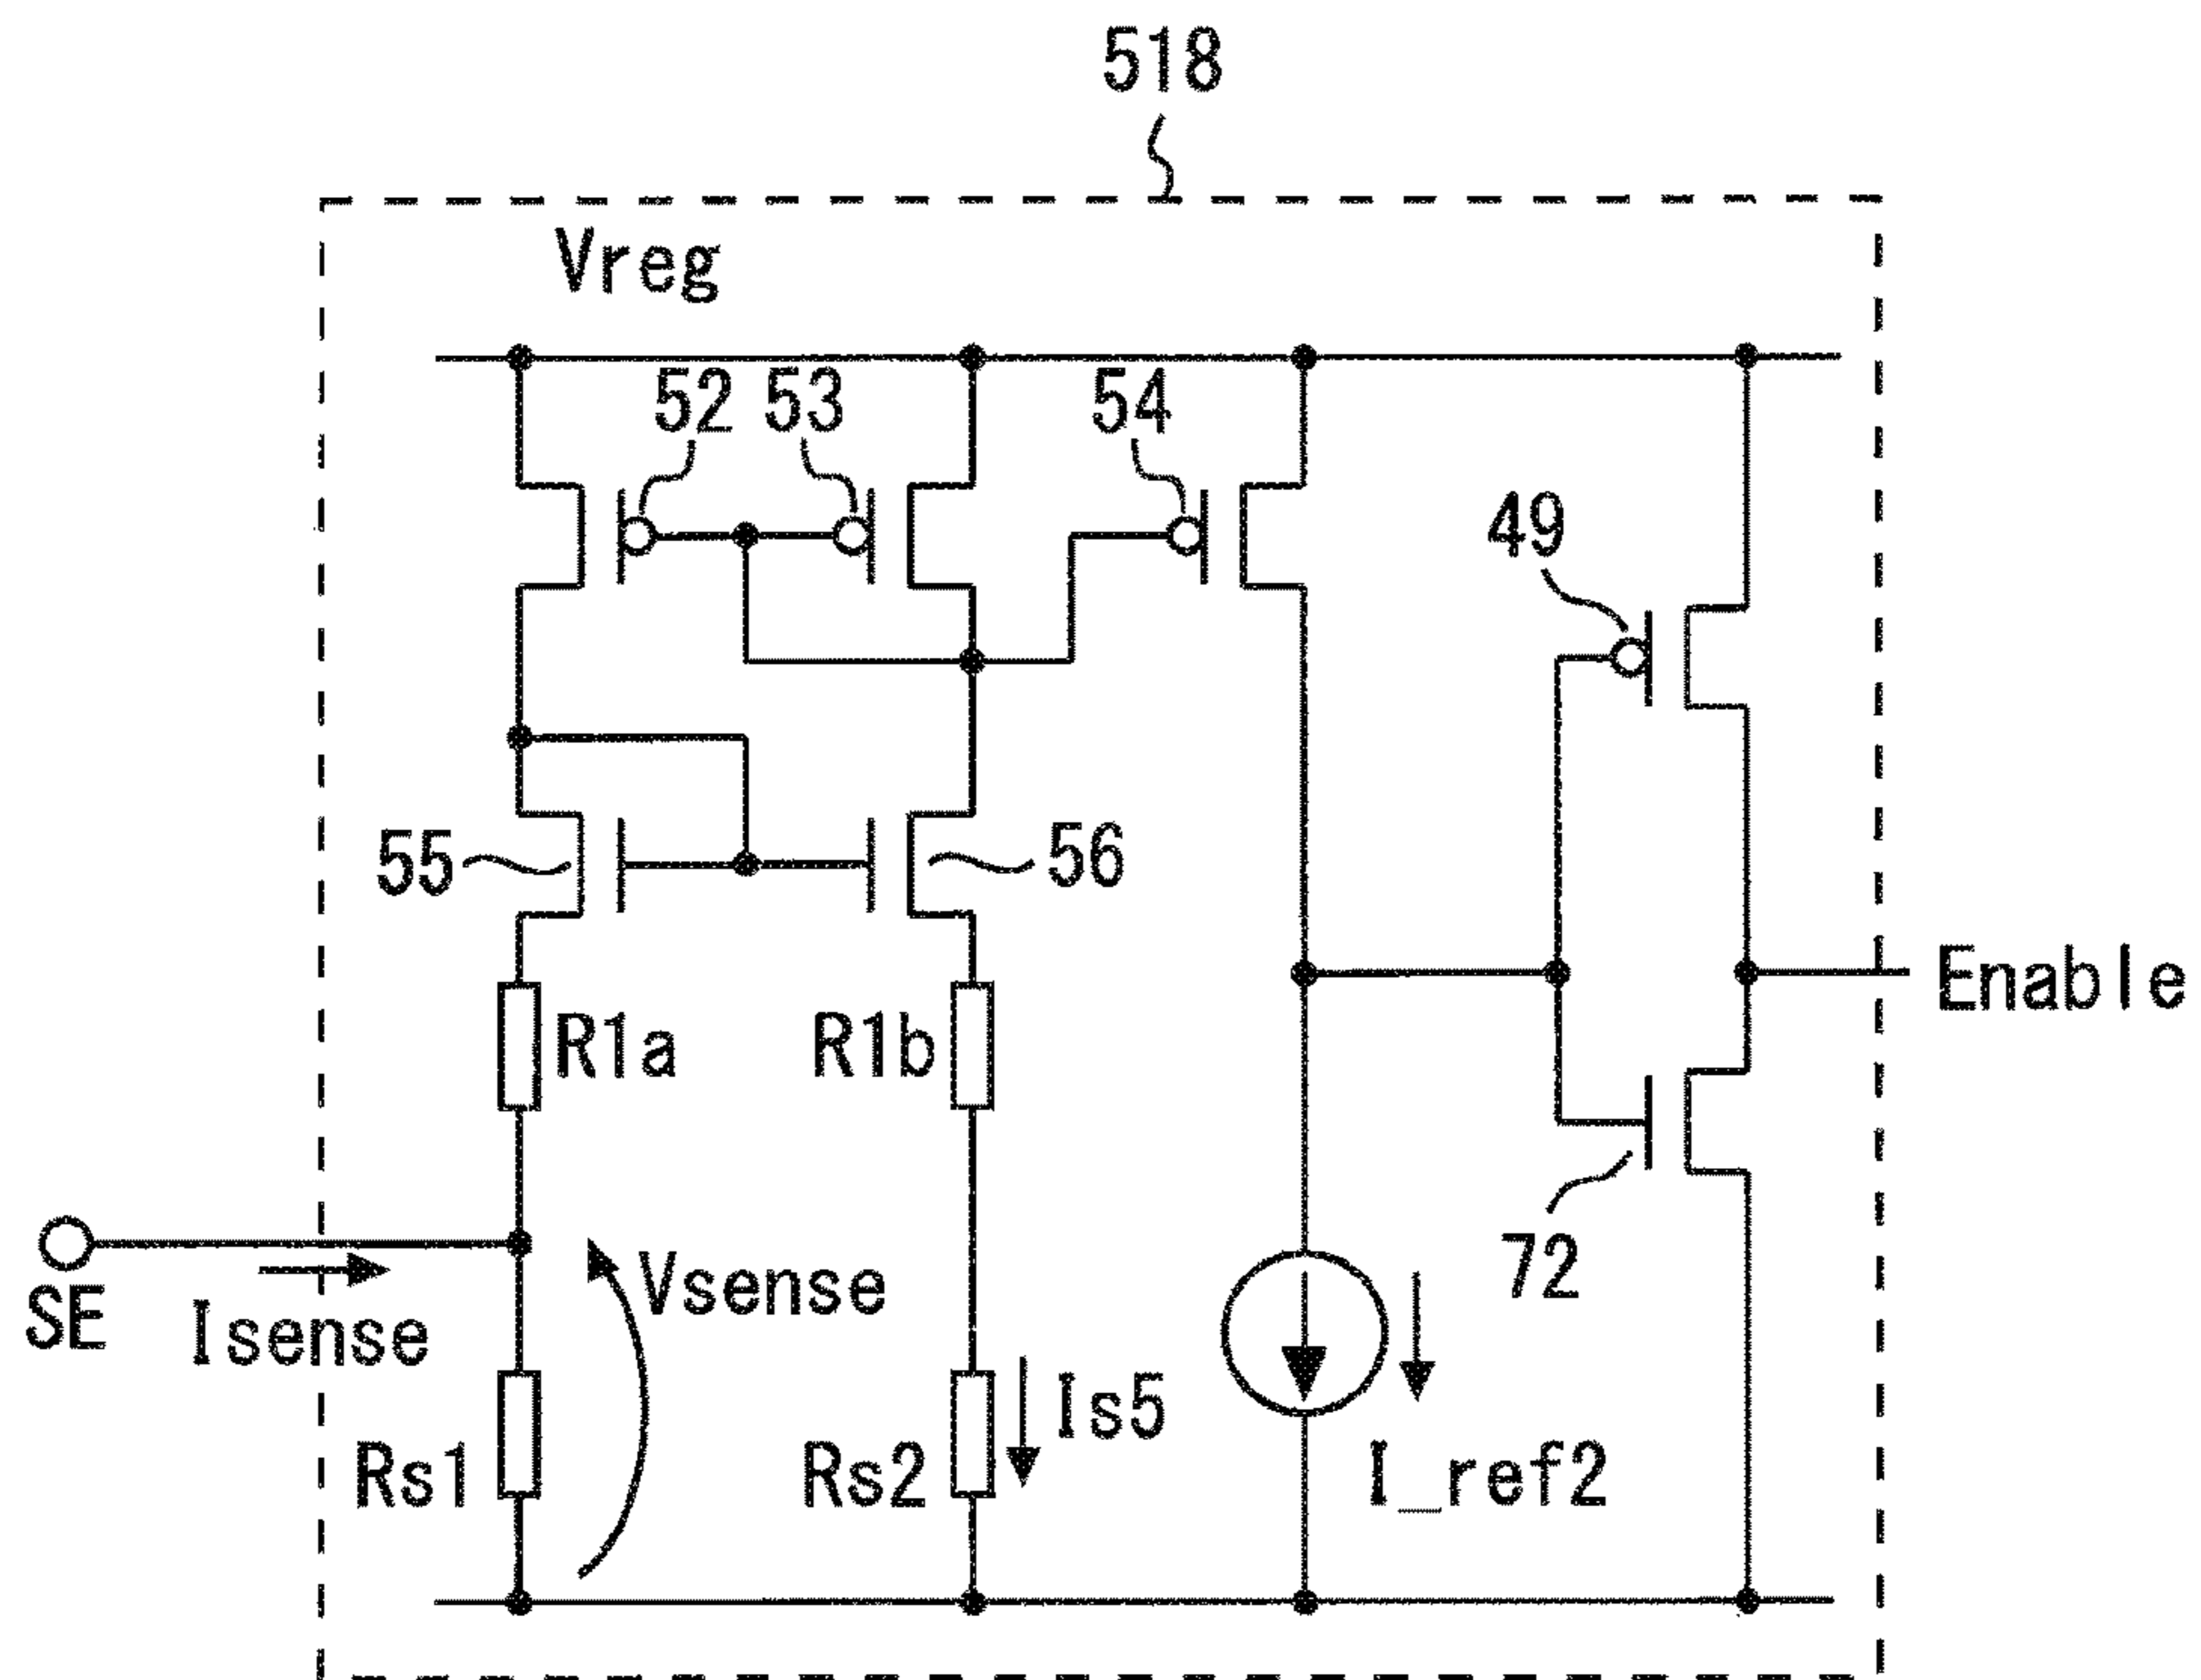 518
Vreg
52
53
54
49
55
56
R1a
R1b
Enable
72
SE
Isense
Vsense
Rs1
Rs2
Is5
I_ref2